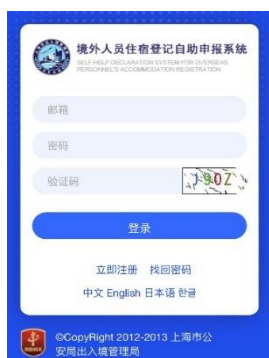 境外人员住宿登记自助申报系统
SELF-HELP DECLARATION SYSTEM FOR OVERSEAS
PERSONNEL'S ACCOMMODATION REGISTRATION
邮箱
密码
验证码
J90Z
登录
立即注册 找回密码
中文 English 日本语 한글
©CopyRight 2012-2013 上海市公
安局出入境管理局